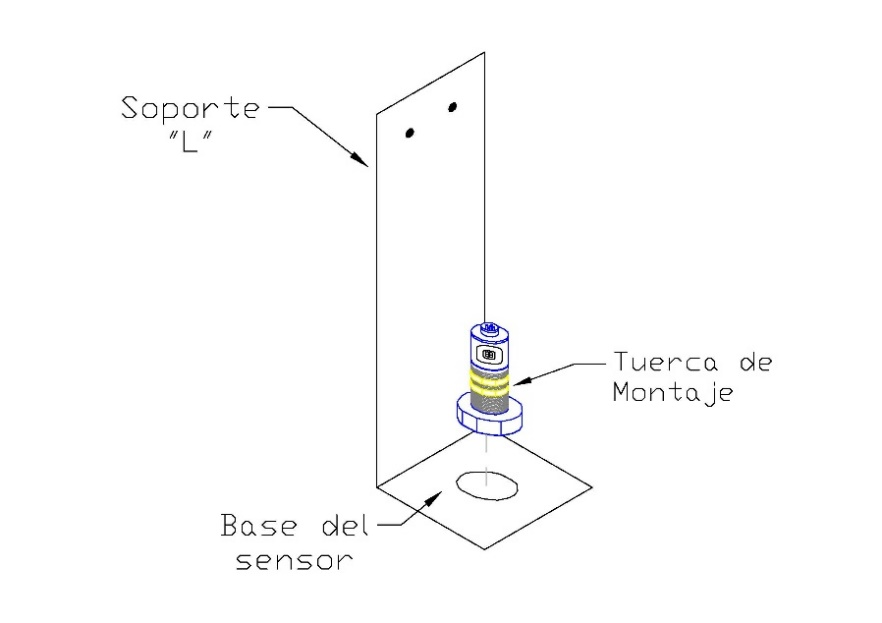 Soporte
"L"
Tuerca de
Montaje
Base del
sensor